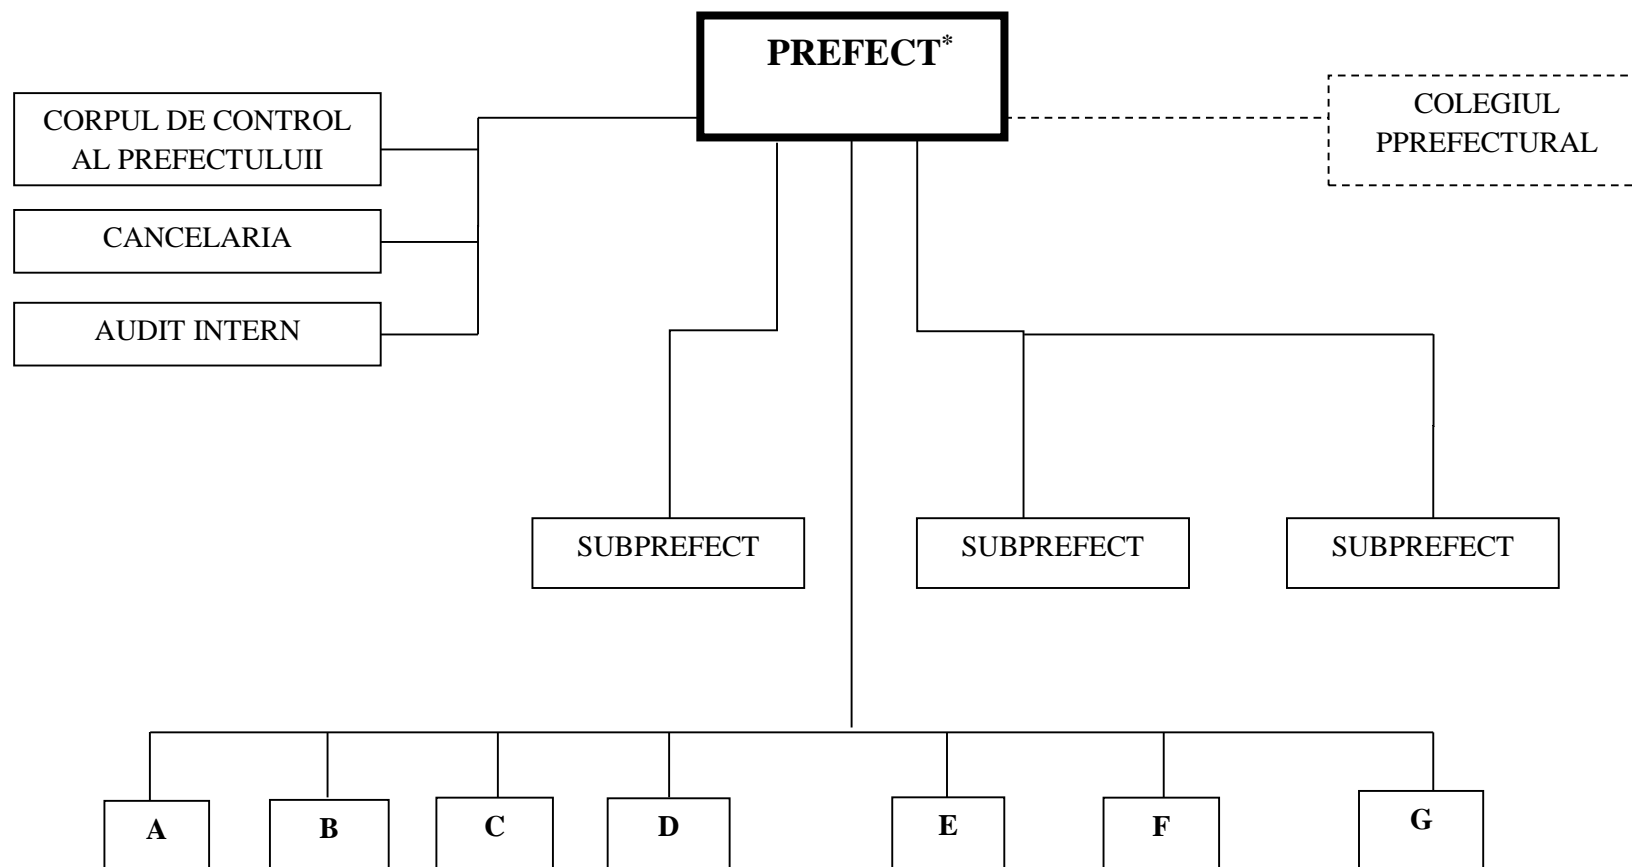 PREFECT*
CORPUL DE CONTROL
AL PREFECTULUII
COLEGIUL
PPREFECTURAL
CANCELARIA
AUDIT INTERN
SUBPREFECT
SUBPREFECT
SUBPREFECT
A
B
C
D
E
F
G